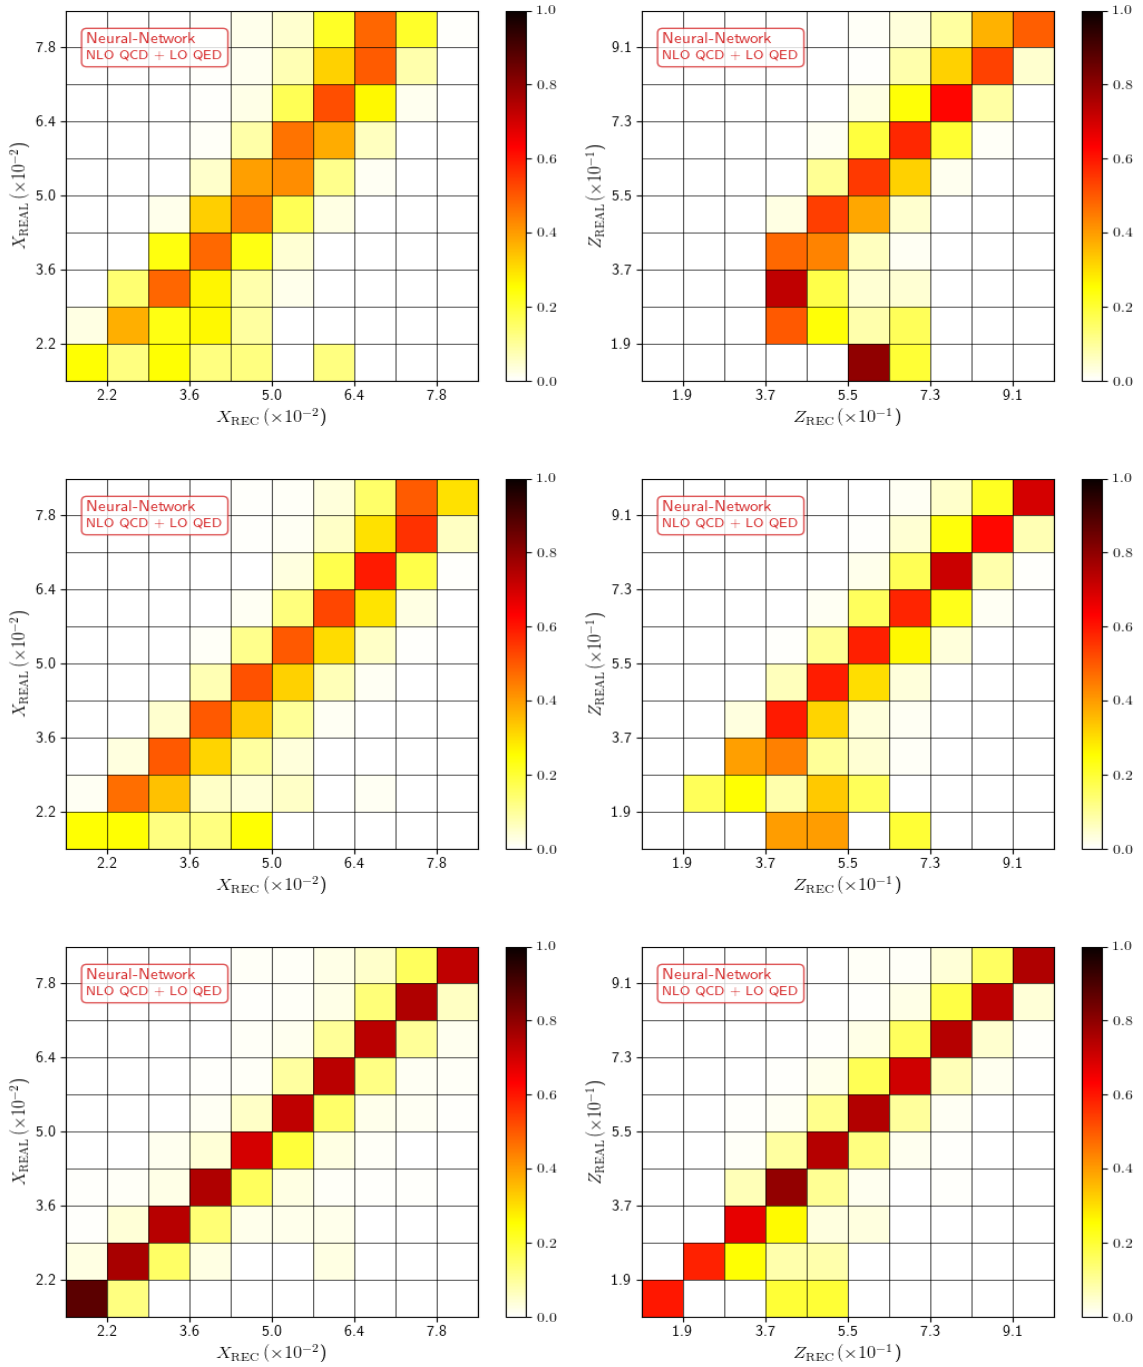 Neural-Network
NLO QCD + LO QED
7.8
6.4
5.0
3.6
2.2
X_REAL (×10⁻²)
2.2 3.6 5.0 6.4 7.8
X_REC (×10⁻²)
1.0
0.8
0.6
0.4
0.2
0.0
Neural-Network
NLO QCD + LO QED
9.1
7.3
5.5
3.7
1.9
Z_REAL (×10⁻¹)
1.9 3.7 5.5 7.3 9.1
Z_REC (×10⁻¹)
1.0
0.8
0.6
0.4
0.2
0.0
Neural-Network
NLO QCD + LO QED
7.8
6.4
5.0
3.6
2.2
X_REAL (×10⁻²)
2.2 3.6 5.0 6.4 7.8
X_REC (×10⁻²)
1.0
0.8
0.6
0.4
0.2
0.0
Neural-Network
NLO QCD + LO QED
9.1
7.3
5.5
3.7
1.9
Z_REAL (×10⁻¹)
1.9 3.7 5.5 7.3 9.1
Z_REC (×10⁻¹)
1.0
0.8
0.6
0.4
0.2
0.0
Neural-Network
NLO QCD + LO QED
7.8
6.4
5.0
3.6
2.2
X_REAL (×10⁻²)
2.2 3.6 5.0 6.4 7.8
X_REC (×10⁻²)
1.0
0.8
0.6
0.4
0.2
0.0
Neural-Network
NLO QCD + LO QED
9.1
7.3
5.5
3.7
1.9
Z_REAL (×10⁻¹)
1.9 3.7 5.5 7.3 9.1
Z_REC (×10⁻¹)
1.0
0.8
0.6
0.4
0.2
0.0